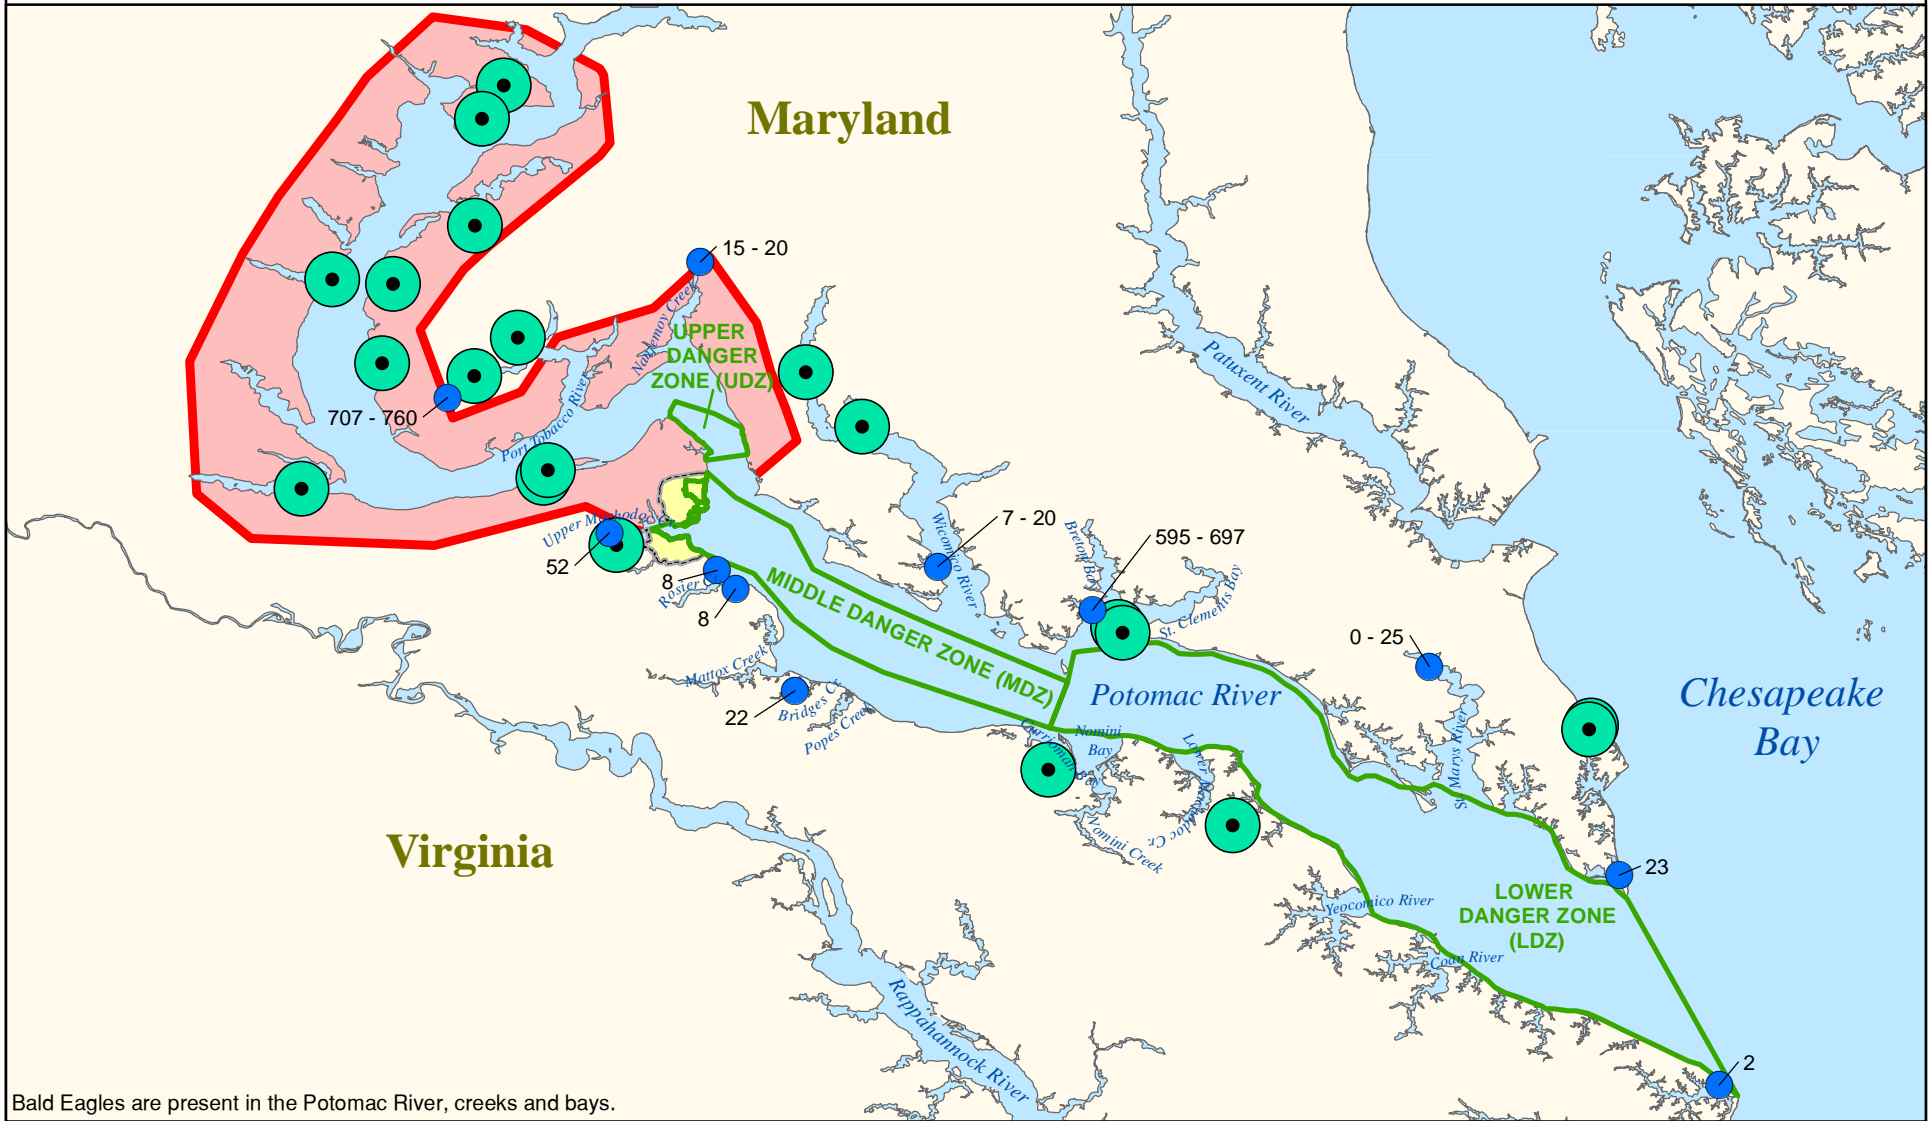 Maryland
15 - 20
Nanjemoy Creek
UPPER
DANGER
ZONE (UDZ)
Patuxent River
707 - 760
Port Tobacco River
Upper Machodoc Cr.
52
8
Rosier Cr.
8
Wicomico River
7 - 20
Breton Bay
595 - 697
St. Clements Bay
MIDDLE DANGER ZONE (MDZ)
0 - 25
Mattox Creek
22
Bridges Cr.
Popes Creek
Potomac River
Chesapeake
Bay
Currioman Bay
Nomini
Bay
Lower Machodoc Cr.
St. Marys River
Nomini Creek
Virginia
23
Yeocomico River
LOWER
DANGER ZONE
(LDZ)
Coan River
Rappahannock River
2
Bald Eagles are present in the Potomac River, creeks and bays.